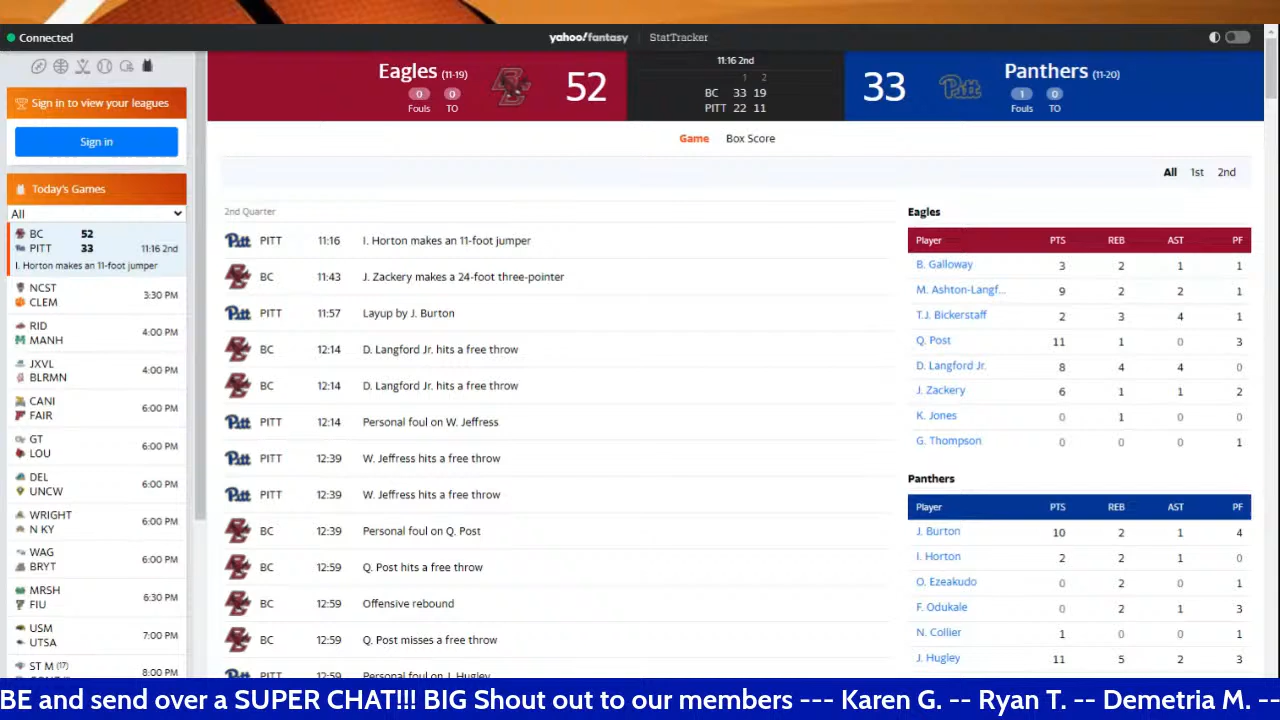 Connected
yahoo!fantasy StatTracker
Sign in to view your leagues
Sign in
Today's Games
All
BC 52
PITT 33 11:16 2nd
I. Horton makes an 11-foot jumper
NCST
CLEM
3:30 PM
RID
MANH
4:00 PM
JXVL
BLRMN
4:00 PM
CANI
FAIR
6:00 PM
GT
LOU
6:00 PM
DEL
UNCW
6:00 PM
WRIGHT
N KY
6:00 PM
WAG
BRYT
6:00 PM
MRSH
FIU
6:30 PM
USM
UTSA
7:00 PM
ST M (17)
8:00 PM
Eagles (11-19)
0 0
Fouls TO
52
11:16 2nd
1 2
BC 33 19
PITT 22 11
33
Panthers (11-20)
1 0
Fouls TO
Pitt
Game Box Score
All 1st 2nd
2nd Quarter
Pitt PITT 11:16 I. Horton makes an 11-foot jumper
BC 11:43 J. Zackery makes a 24-foot three-pointer
Pitt PITT 11:57 Layup by J. Burton
BC 12:14 D. Langford Jr. hits a free throw
BC 12:14 D. Langford Jr. hits a free throw
Pitt PITT 12:14 Personal foul on W. Jeffress
Pitt PITT 12:39 W. Jeffress hits a free throw
Pitt PITT 12:39 W. Jeffress hits a free throw
BC 12:39 Personal foul on Q. Post
BC 12:59 Q. Post hits a free throw
BC 12:59 Offensive rebound
BC 12:59 Q. Post misses a free throw
Pitt PITT 12:59 Personal foul on J. Hugley
Eagles
Player PTS REB AST PF
B. Galloway 3 2 1 1
M. Ashton-Langf... 9 2 2 1
T.J. Bickerstaff 2 3 4 1
Q. Post 11 1 0 3
D. Langford Jr. 8 4 4 0
J. Zackery 6 1 1 2
K. Jones 0 1 0 0
G. Thompson 0 0 0 1
Panthers
Player PTS REB AST PF
J. Burton 10 2 1 4
I. Horton 2 2 1 0
O. Ezeakudo 0 2 0 1
F. Odukale 0 2 1 3
N. Collier 1 0 0 1
J. Hugley 11 5 2 3
BE and send over a SUPER CHAT!!! BIG Shout out to our members --- Karen G. -- Ryan T. -- Demetria M. --